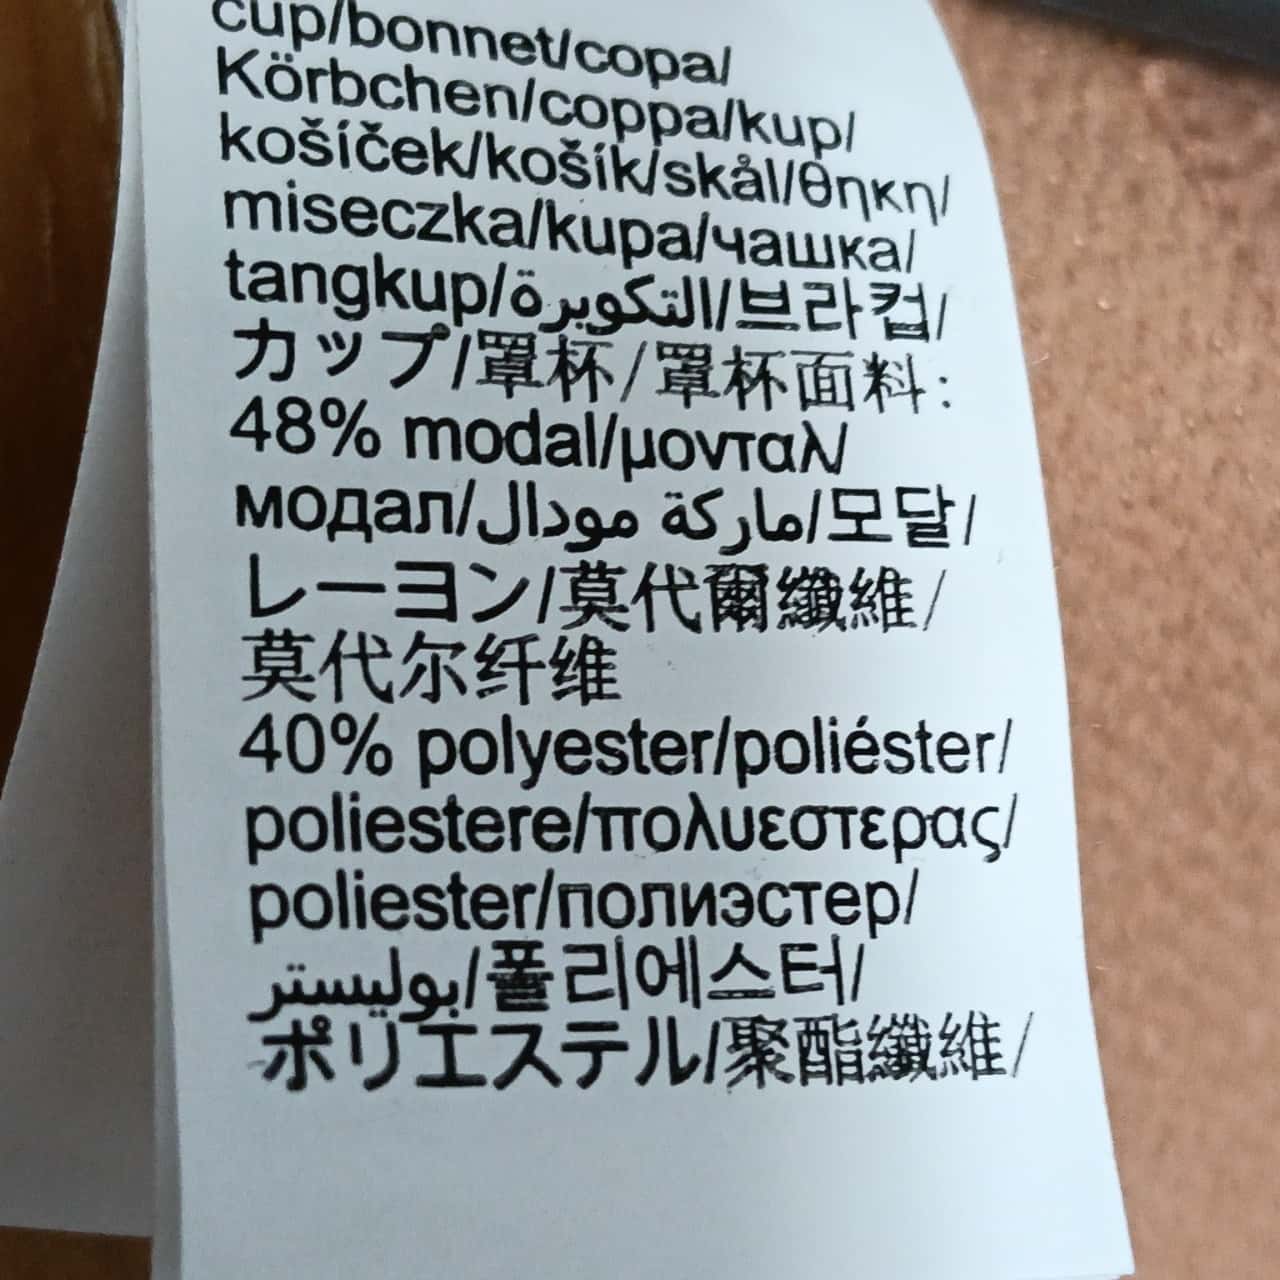 cup/bonnet/copa/
Körbchen/coppa/kup/
košíček/košík/skål/θηκη/
miseczka/kupa/чашка/
tangkup/التكويرة/브라컵/
カップ/罩杯/罩杯面料:
48% modal/μονταλ/
модал/ماركة مودال/모달/
レーヨン/莫代爾纖維/
莫代尔纤维
40% polyester/poliéster/
poliestere/πολυεστερας/
poliester/полиэстер/
بوليستر/폴리에스터/
ポリエステル/聚酯纖維/